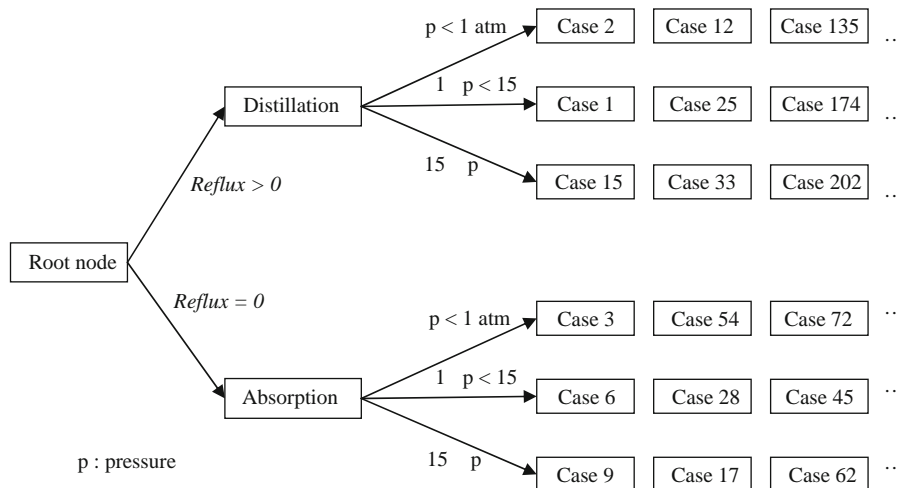 p < 1 atm
Case 2 Case 12 Case 135 ...
Distillation
1 p < 15
Case 1 Case 25 Case 174 ...
15 p
Case 15 Case 33 Case 202 ...
Reflux > 0
Root node
Reflux = 0
p < 1 atm
Case 3 Case 54 Case 72 ...
Absorption
1 p < 15
Case 6 Case 28 Case 45 ...
15 p
Case 9 Case 17 Case 62 ...
p : pressure